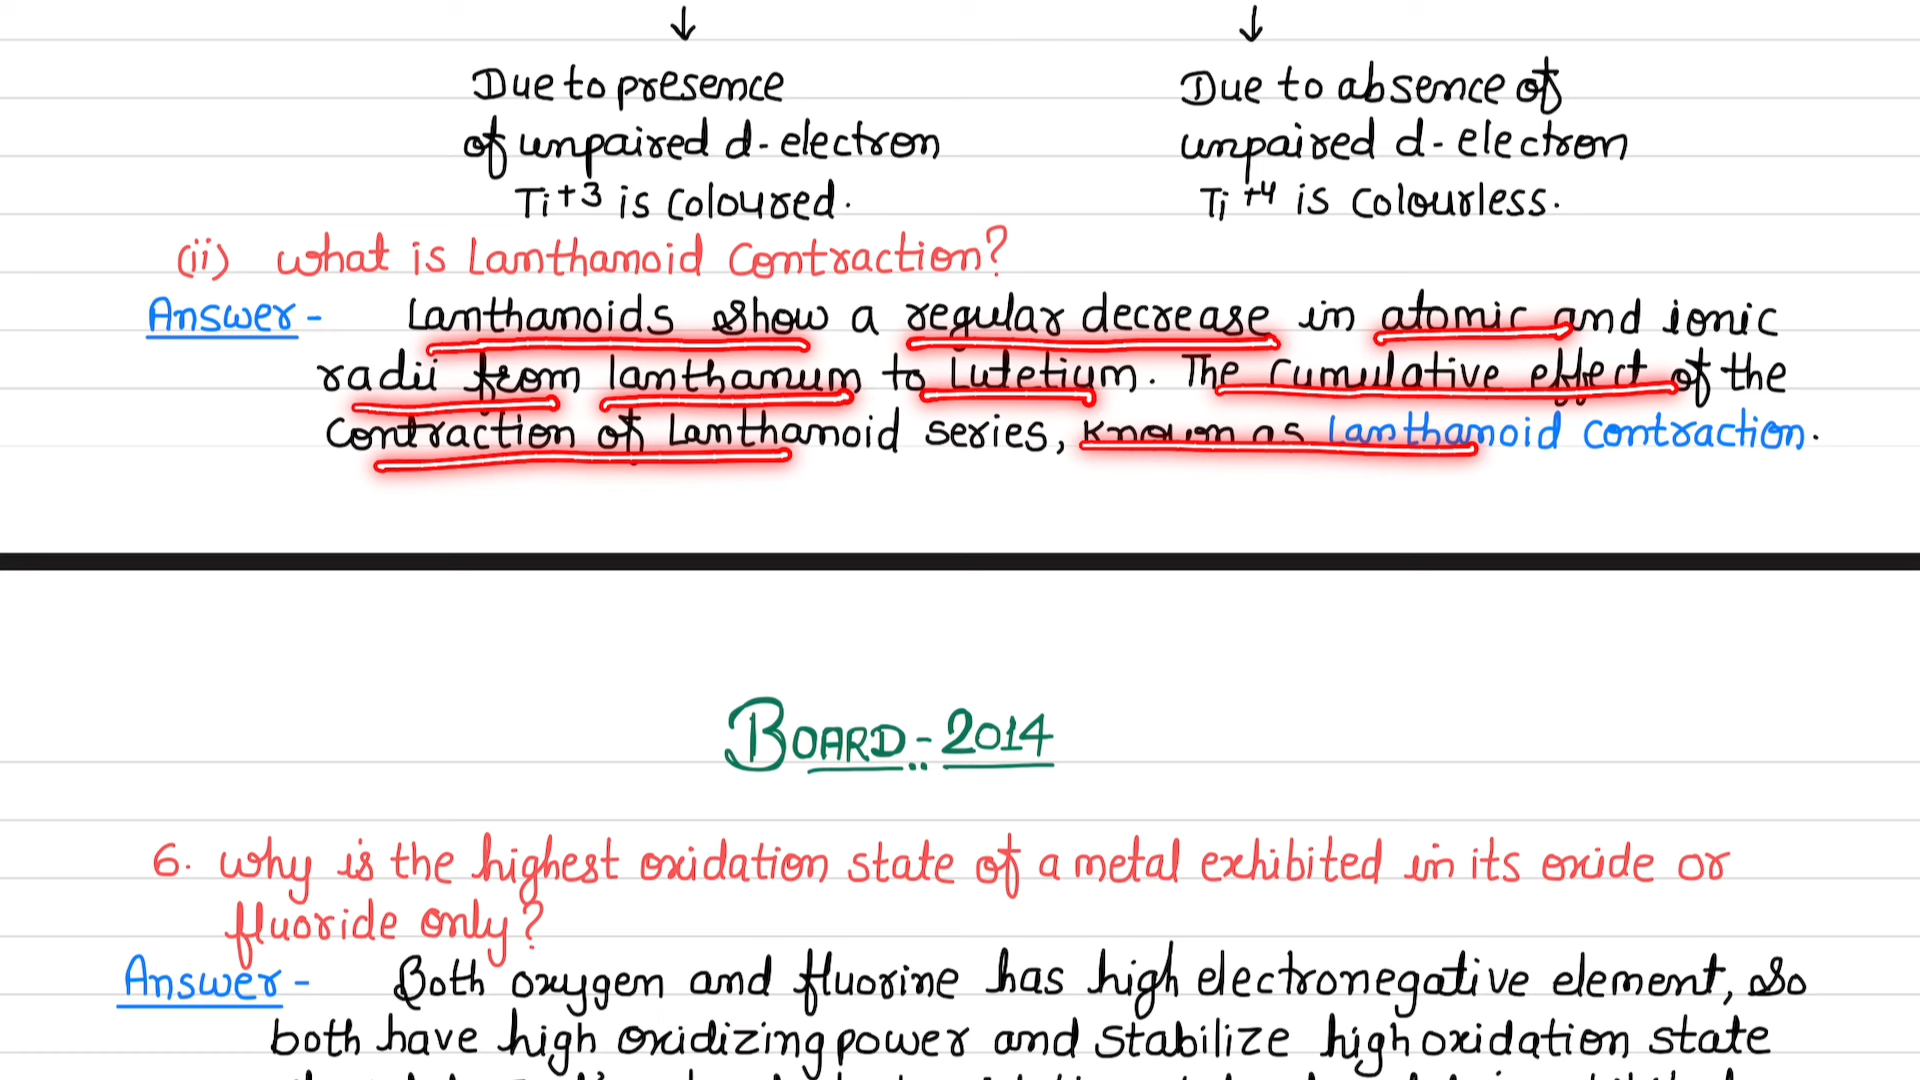 ↓ ↓
Due to presence Due to absence of
of unpaired d-electron unpaired d-electron
Ti+3 is coloured. Ti+4 is colourless.
(ii) what is Lanthanoid Contraction?
Answer - Lanthanoids show a regular decrease in atomic and ionic
radii from lanthanum to Lutetium. The Cumulative effect of the
Contraction of Lanthanoid series, known as lanthanoid contraction.
BOARD:-2014
6. why is the highest oxidation state of a metal exhibited in its oxide or
fluoride only?
Answer - Both oxygen and fluorine has high electronegative element, so
both have high oxidizing power and stabilize high oxidation state